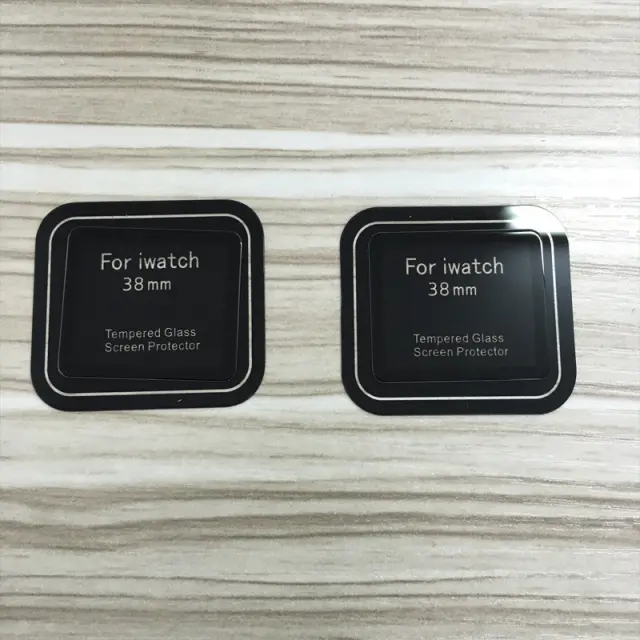 For iwatch
38mm
Tempered Glass
Screen Protector
For iwatch
38mm
Tempered Glass
Screen Protector